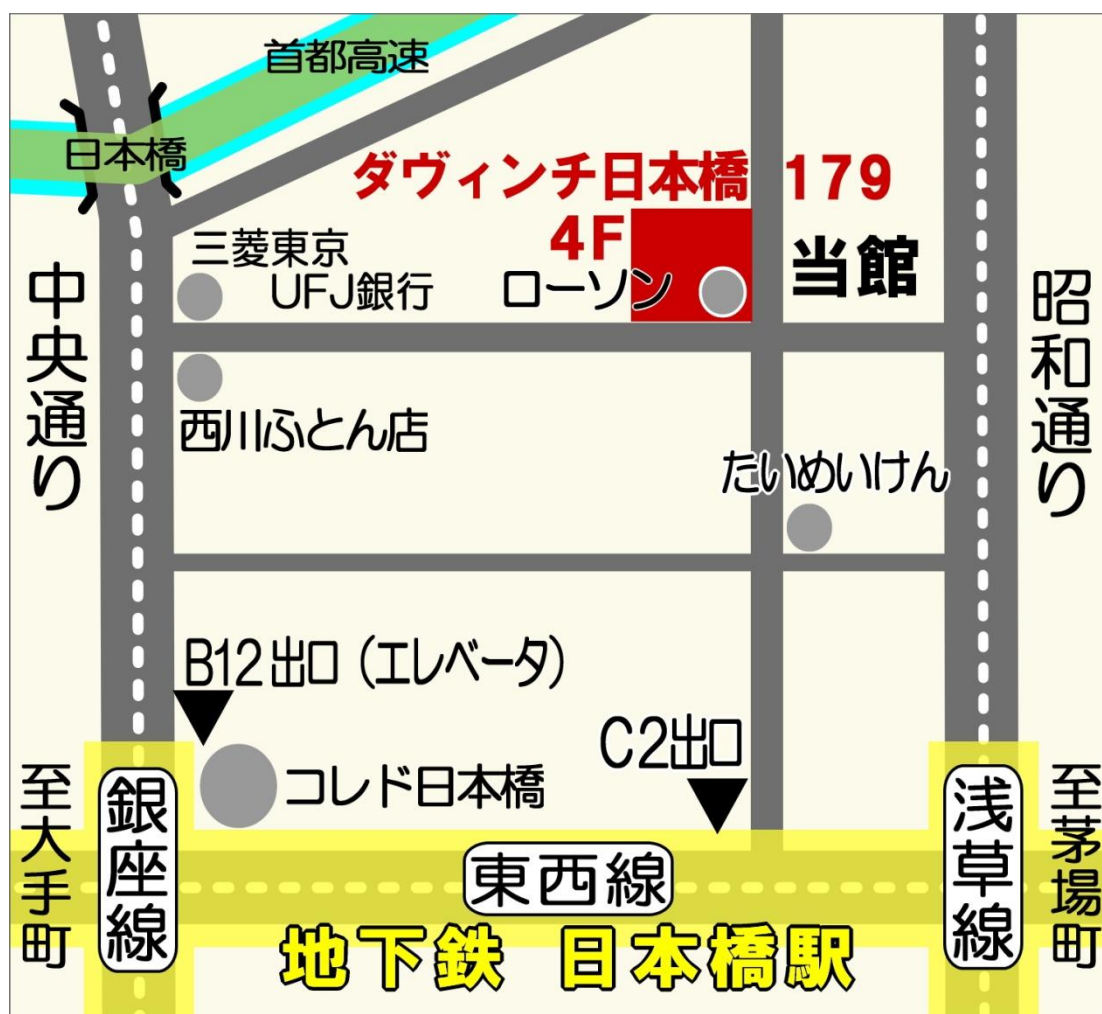 首都高速
日本橋
ダヴィンチ日本橋 179
4F
当館
三菱東京
UFJ銀行
ローソン
中央通り
昭和通り
西川ふとん店
たいめいけん
B12出口（エレベータ）
C2出口
コレド日本橋
至大手町
銀座線
東西線
浅草線
至茅場町
地下鉄 日本橋駅